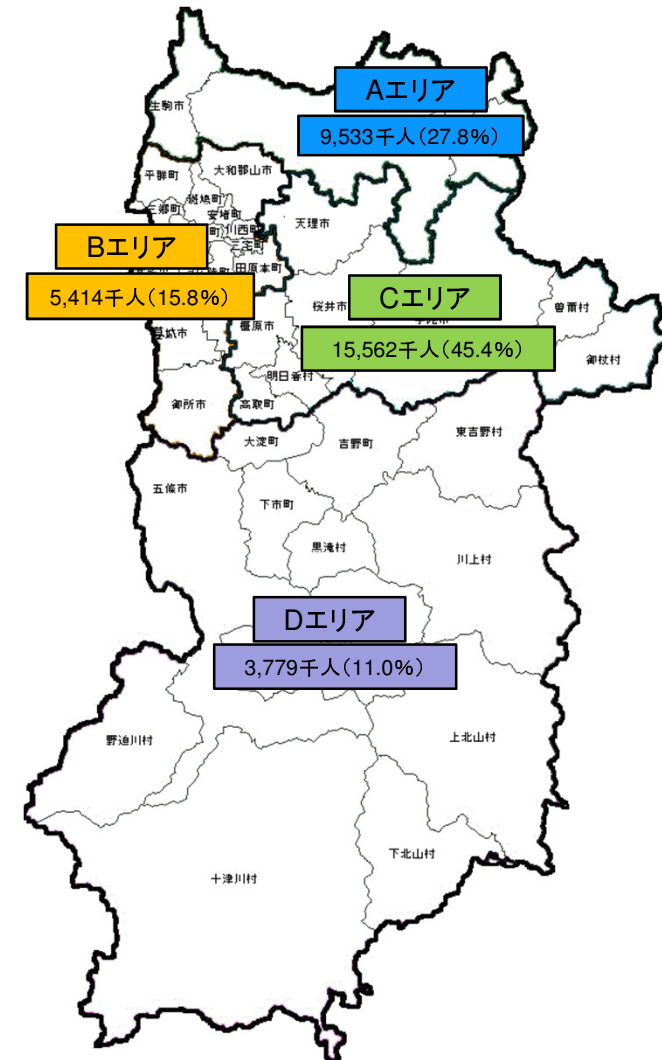 Aエリア
9,533千人(27.8%)
生駒市
平群町
大和郡山市
三郷町
斑鳩町
安堵町
川西町
三宅町
田原本町
天理市
Bエリア
5,414千人(15.8%)
Cエリア
15,562千人(45.4%)
桜井市
橿原市
葛城市
曽爾村
御杖村
明日香村
高取町
御所市
大淀町
吉野町
東吉野村
五條市
下市町
黒滝村
川上村
Dエリア
3,779千人(11.0%)
野迫川村
上北山村
下北山村
十津川村